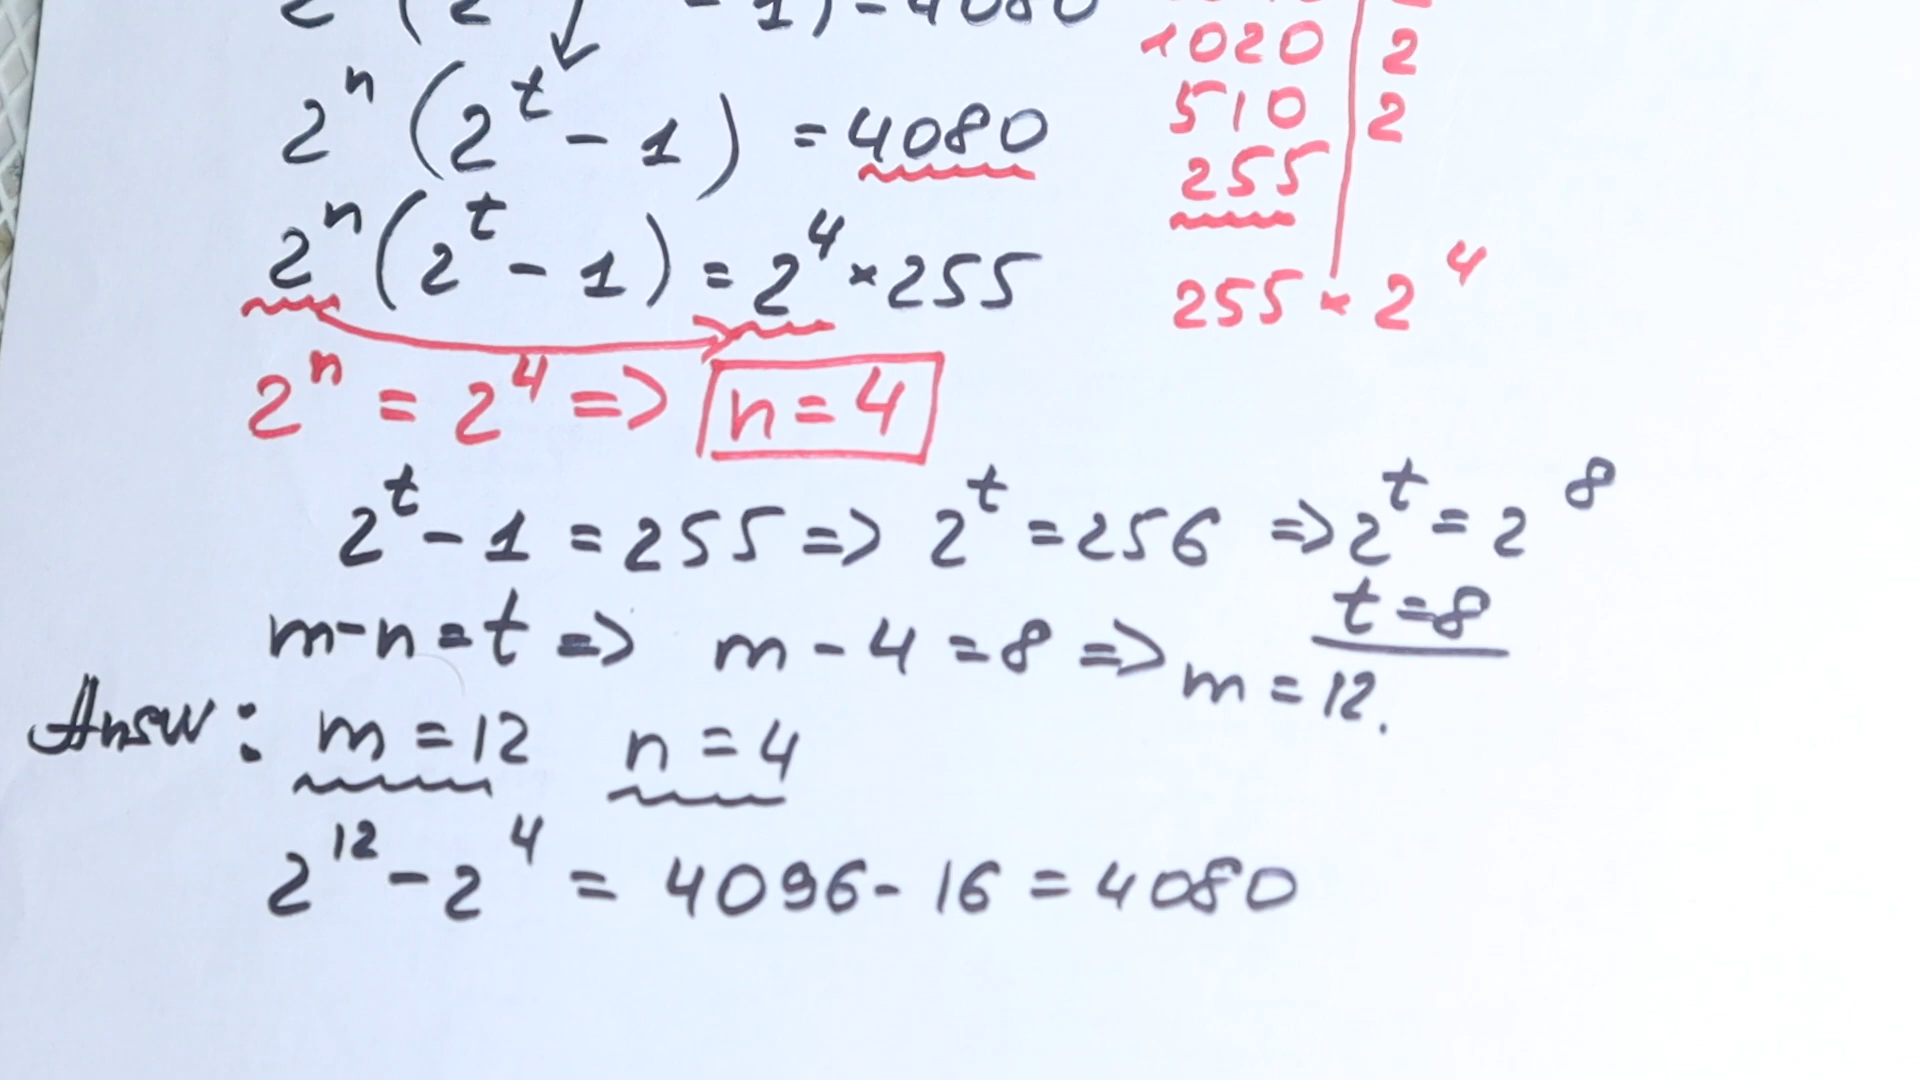 2ⁿ(2ᵗ - 1) = 4080
2ⁿ(2ᵗ - 1) = 2⁴ × 255
2ⁿ = 2⁴ => n = 4
1020 | 2
510 | 2
255
255 × 2⁴
2ᵗ - 1 = 255 => 2ᵗ = 256 => 2ᵗ = 2⁸
t = 8
m - n = t => m - 4 = 8 => m = 12.
Answ: m = 12 n = 4
2¹² - 2⁴ = 4096 - 16 = 4080